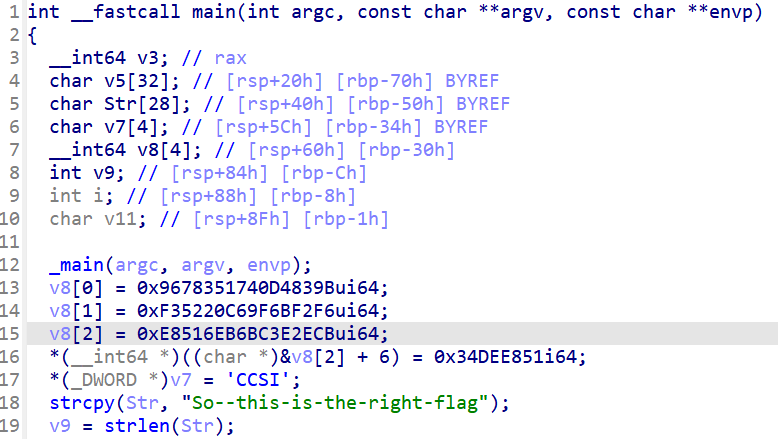 1 int __fastcall main(int argc, const char **argv, const char **envp)
2 {
3 __int64 v3; // rax
4 char v5[32]; // [rsp+20h] [rbp-70h] BYREF
5 char Str[28]; // [rsp+40h] [rbp-50h] BYREF
6 char v7[4]; // [rsp+5Ch] [rbp-34h] BYREF
7 __int64 v8[4]; // [rsp+60h] [rbp-30h]
8 int v9; // [rsp+84h] [rbp-Ch]
9 int i; // [rsp+88h] [rbp-8h]
10 char v11; // [rsp+8Fh] [rbp-1h]
11
12 _main(argc, argv, envp);
13 v8[0] = 0x9678351740D4839Bui64;
14 v8[1] = 0xF35220C69F6BF2F6ui64;
15 v8[2] = 0xE8516EB6BC3E2ECBui64;
16 *(__int64 *)((char *)&v8[2] + 6) = 0x34DEE851i64;
17 *(_DWORD *)v7 = 'CCSI';
18 strcpy(Str, "So--this-is-the-right-flag");
19 v9 = strlen(Str);